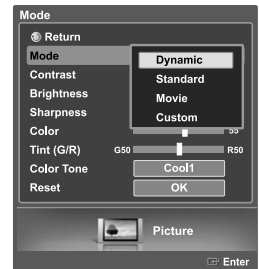 Mode
Return
Mode
Dynamic
Contrast
Standard
Brightness
Movie
Sharpness
Custom
Color 55
Tint (G/R) G50 R50
Color Tone Cool1
Reset OK
Picture
Enter